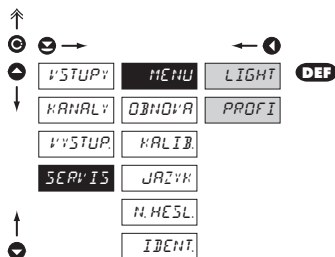 VSTUPY MENU LIGHT DEF
KANALY OBNOVA PROFI
VYSTUP. KALIB.
SERVIS JAZYK
N. HESL.
IDENT.